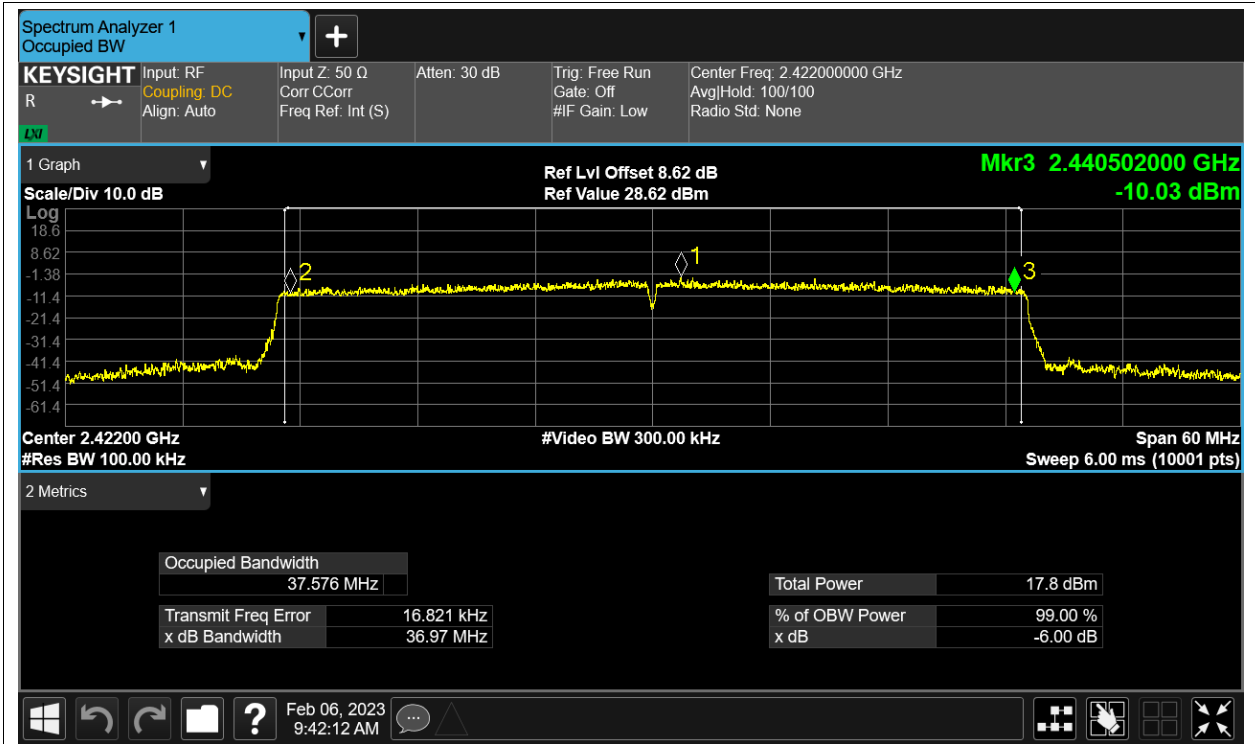 Spectrum Analyzer 1
Occupied BW
KEYSIGHT
R
LXI
Input: RF
Coupling: DC
Align: Auto
Input Z: 50 Ω
Corr CCorr
Freq Ref: Int (S)
Atten: 30 dB
Trig: Free Run
Gate: Off
#IF Gain: Low
Center Freq: 2.422000000 GHz
Avg|Hold: 100/100
Radio Std: None
1 Graph
Scale/Div 10.0 dB
Ref Lvl Offset 8.62 dB
Ref Value 28.62 dBm
Mkr3 2.440502000 GHz
-10.03 dBm
Log
18.6
8.62
-1.38
-11.4
-21.4
-31.4
-41.4
-51.4
-61.4
2
1
3
Center 2.42200 GHz
#Res BW 100.00 kHz
#Video BW 300.00 kHz
Span 60 MHz
Sweep 6.00 ms (10001 pts)
2 Metrics
Occupied Bandwidth
37.576 MHz
Transmit Freq Error 16.821 kHz
x dB Bandwidth 36.97 MHz
Total Power 17.8 dBm
% of OBW Power 99.00 %
x dB -6.00 dB
?
Feb 06, 2023
9:42:12 AM